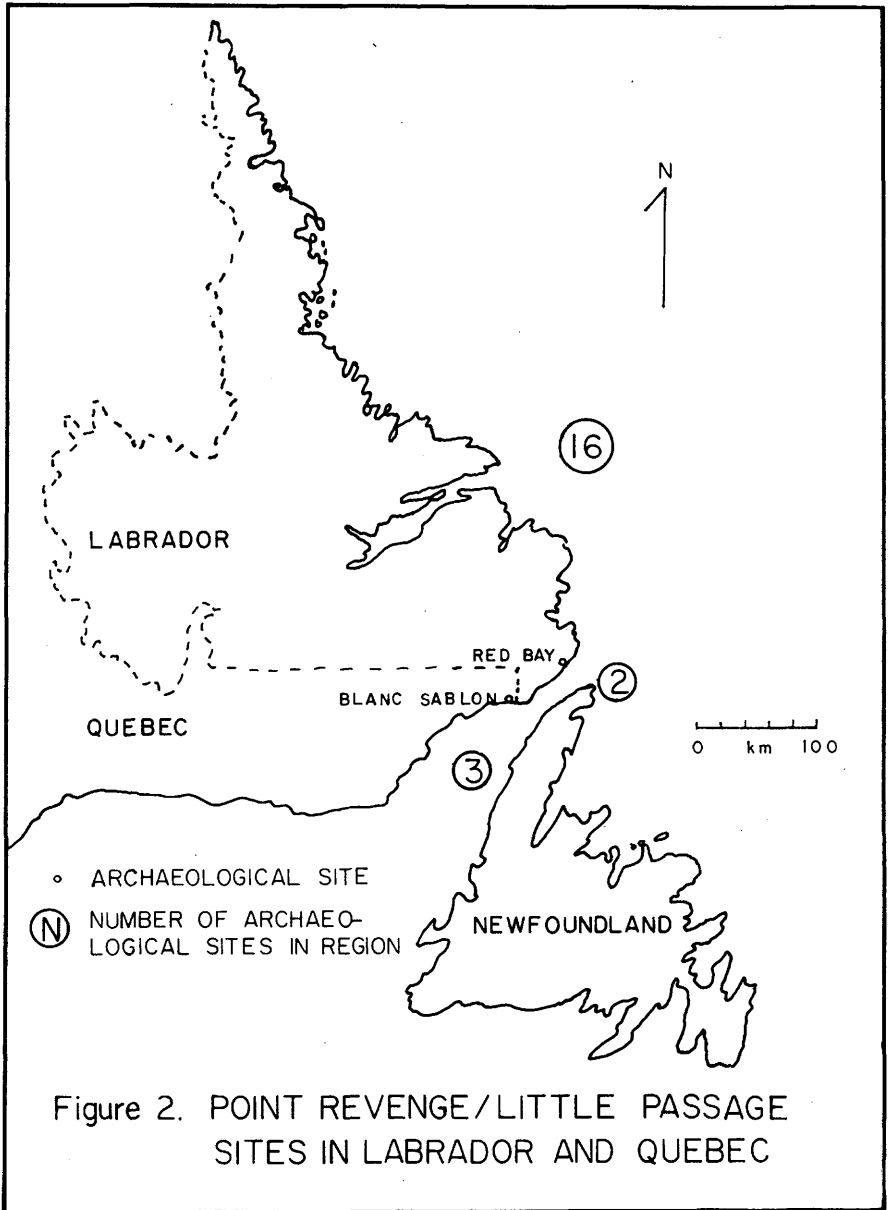 N
16
LABRADOR
RED BAY
2
BLANC SABLON
QUEBEC
0 km 100
3
ARCHAEOLOGICAL SITE
N NUMBER OF ARCHAEO-
LOGICAL SITES IN REGION
NEWFOUNDLAND
Figure 2. POINT REVENGE/LITTLE PASSAGE
SITES IN LABRADOR AND QUEBEC